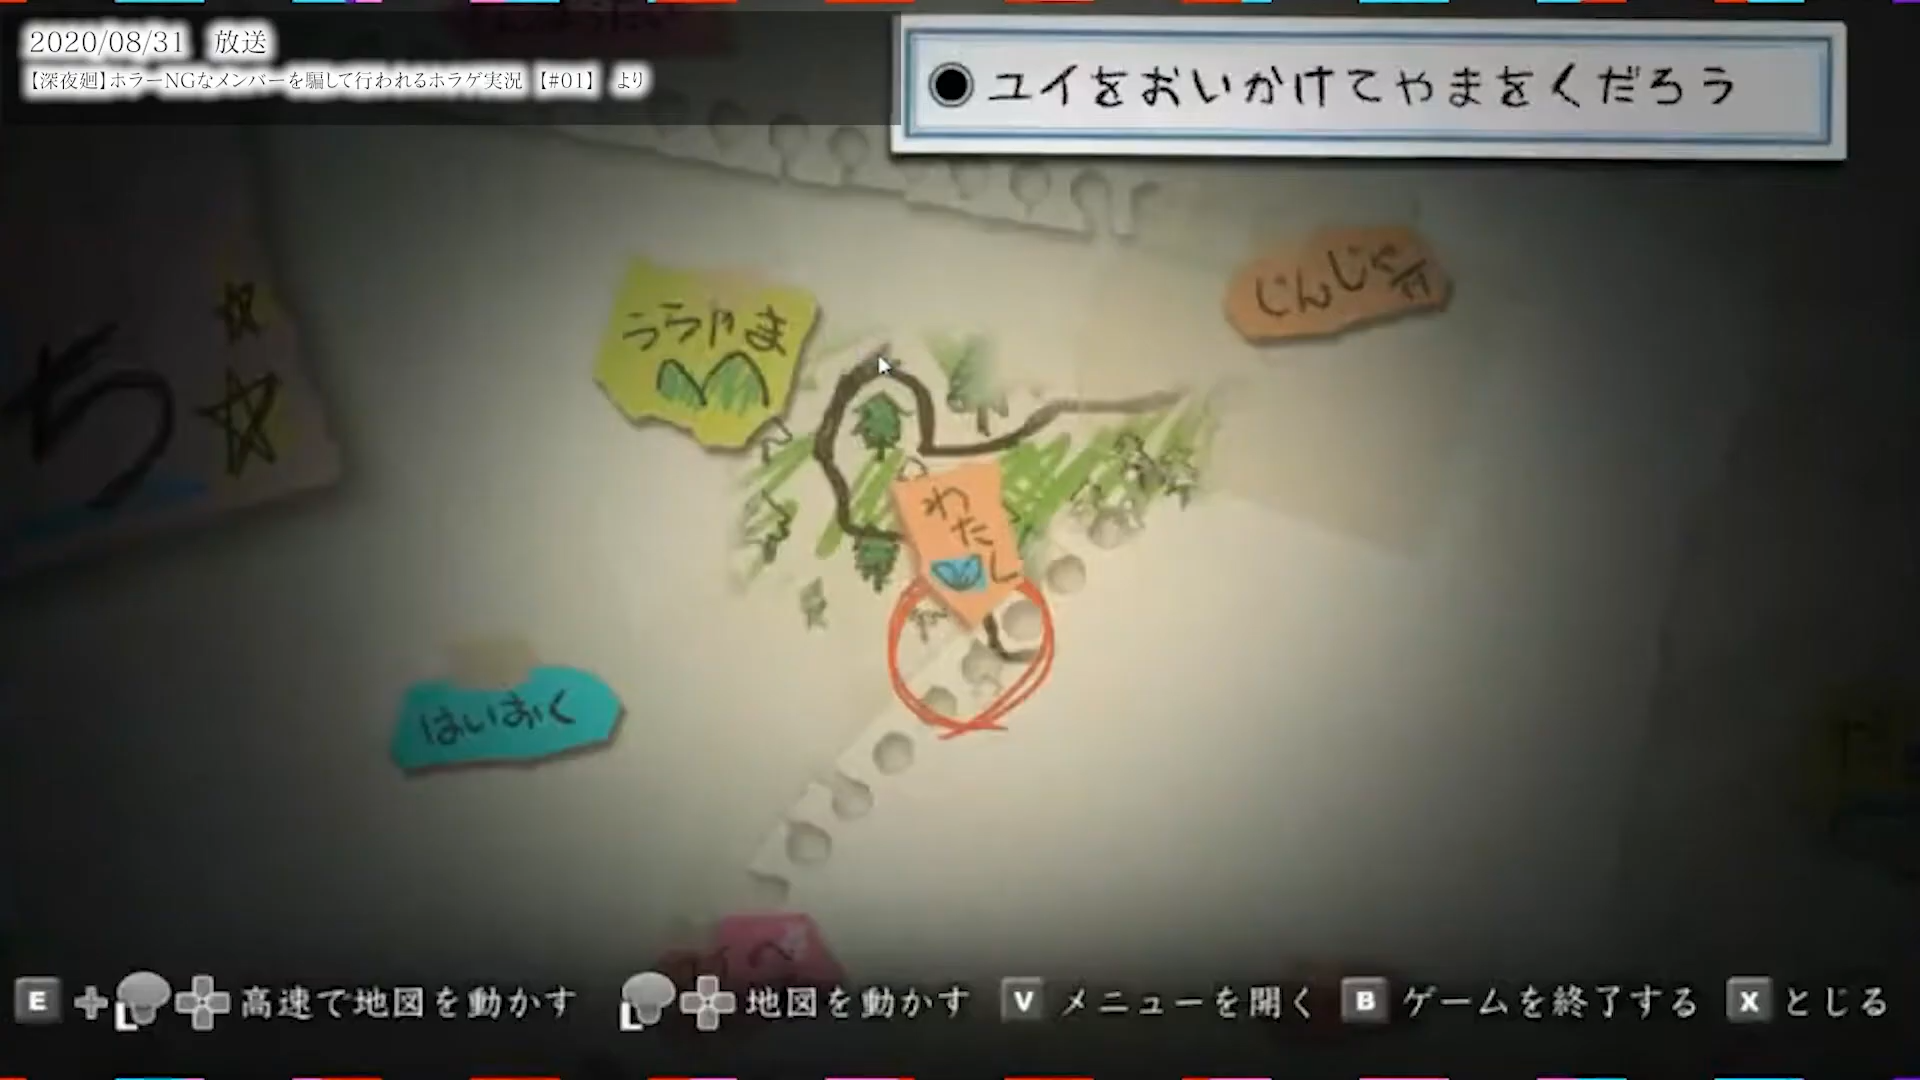 2020/08/31 放送
【深夜廻】ホラーNGなメンバーを騙して行われるホラゲ実況【#01】 より
●ユイをおいかけてやまをくだろう
じんじゃ
うらやま
ち
わたし
はいおく
E + L 高速で地図を動かす
L 地図を動かす
V メニューを開く
B ゲームを終了する
X とじる